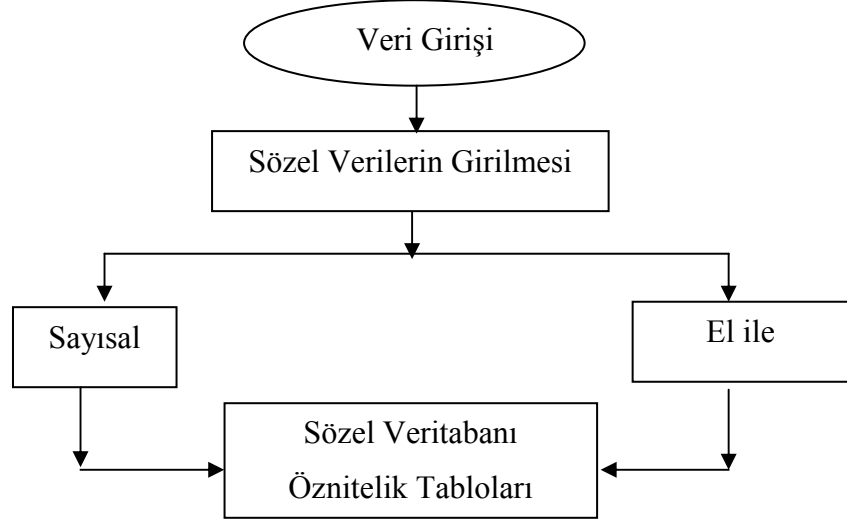 Veri Girişi
Sözel Verilerin Girilmesi
Sayısal
El ile
Sözel Veritabanı
Öznitelik Tabloları